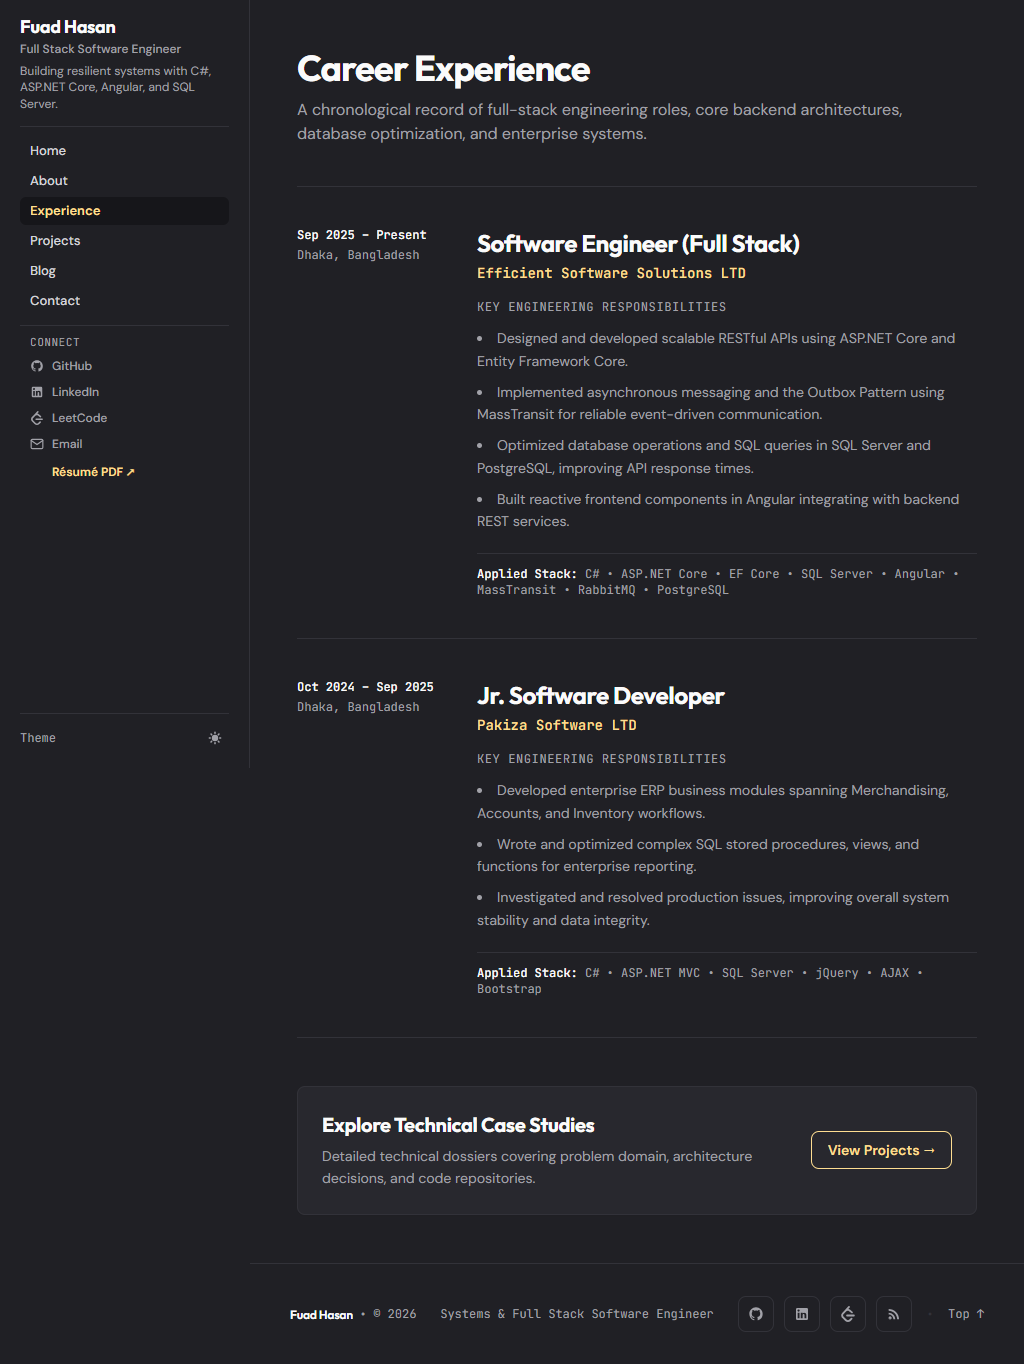 Fuad Hasan
Full Stack Software Engineer
Building resilient systems with C#,
ASP.NET Core, Angular, and SQL
Server.
Home
About
Experience
Projects
Blog
Contact
CONNECT
GitHub
LinkedIn
LeetCode
Email
Résumé PDF ↗
Theme
Career Experience
A chronological record of full-stack engineering roles, core backend architectures,
database optimization, and enterprise systems.
Sep 2025 – Present
Dhaka, Bangladesh
Software Engineer (Full Stack)
Efficient Software Solutions LTD
KEY ENGINEERING RESPONSIBILITIES
• Designed and developed scalable RESTful APIs using ASP.NET Core and
Entity Framework Core.
• Implemented asynchronous messaging and the Outbox Pattern using
MassTransit for reliable event-driven communication.
• Optimized database operations and SQL queries in SQL Server and
PostgreSQL, improving API response times.
• Built reactive frontend components in Angular integrating with backend
REST services.
Applied Stack: C# • ASP.NET Core • EF Core • SQL Server • Angular •
MassTransit • RabbitMQ • PostgreSQL
Oct 2024 – Sep 2025
Dhaka, Bangladesh
Jr. Software Developer
Pakiza Software LTD
KEY ENGINEERING RESPONSIBILITIES
• Developed enterprise ERP business modules spanning Merchandising,
Accounts, and Inventory workflows.
• Wrote and optimized complex SQL stored procedures, views, and
functions for enterprise reporting.
• Investigated and resolved production issues, improving overall system
stability and data integrity.
Applied Stack: C# • ASP.NET MVC • SQL Server • jQuery • AJAX •
Bootstrap
Explore Technical Case Studies
Detailed technical dossiers covering problem domain, architecture
decisions, and code repositories.
View Projects →
Fuad Hasan • © 2026 Systems & Full Stack Software Engineer · Top ↑